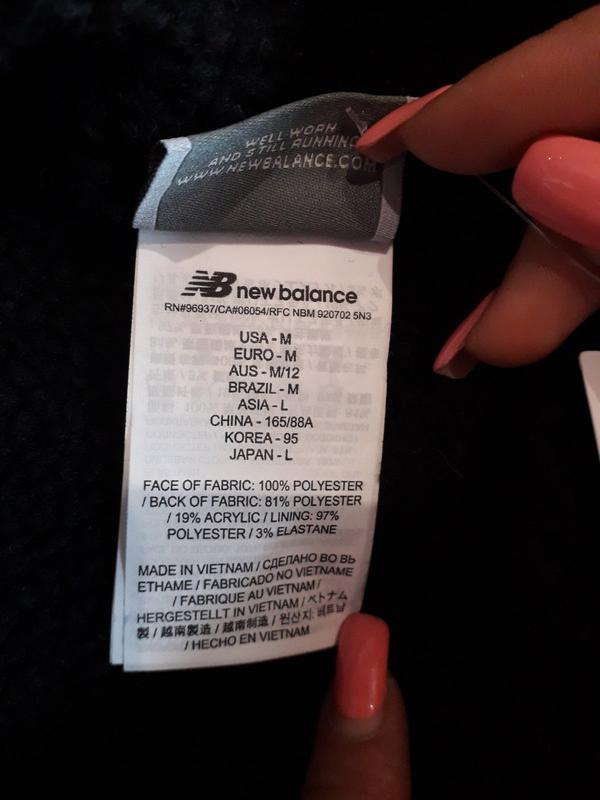 WELL WORN
AND STILL RUNNING
WWW.NEWBALANCE.COM
NB new balance
RN#96937/CA#06054/RFC NBM 920702 5N3
USA - M
EURO - M
AUS - M/12
BRAZIL - M
ASIA - L
CHINA - 165/88A
KOREA - 95
JAPAN - L
FACE OF FABRIC: 100% POLYESTER
/ BACK OF FABRIC: 81% POLYESTER
/ 19% ACRYLIC / LINING: 97%
POLYESTER / 3% ELASTANE
MADE IN VIETNAM / СДЕЛАНО ВО ВЬ
ЕТНАМЕ / FABRICADO NO VIETNAME
/ FABRIQUE AU VIETNAM /
HERGESTELLT IN VIETNAM / ベトナム
製 / 越南製造 / 越南制造 / 원산지: 베트남
/ HECHO EN VIETNAM